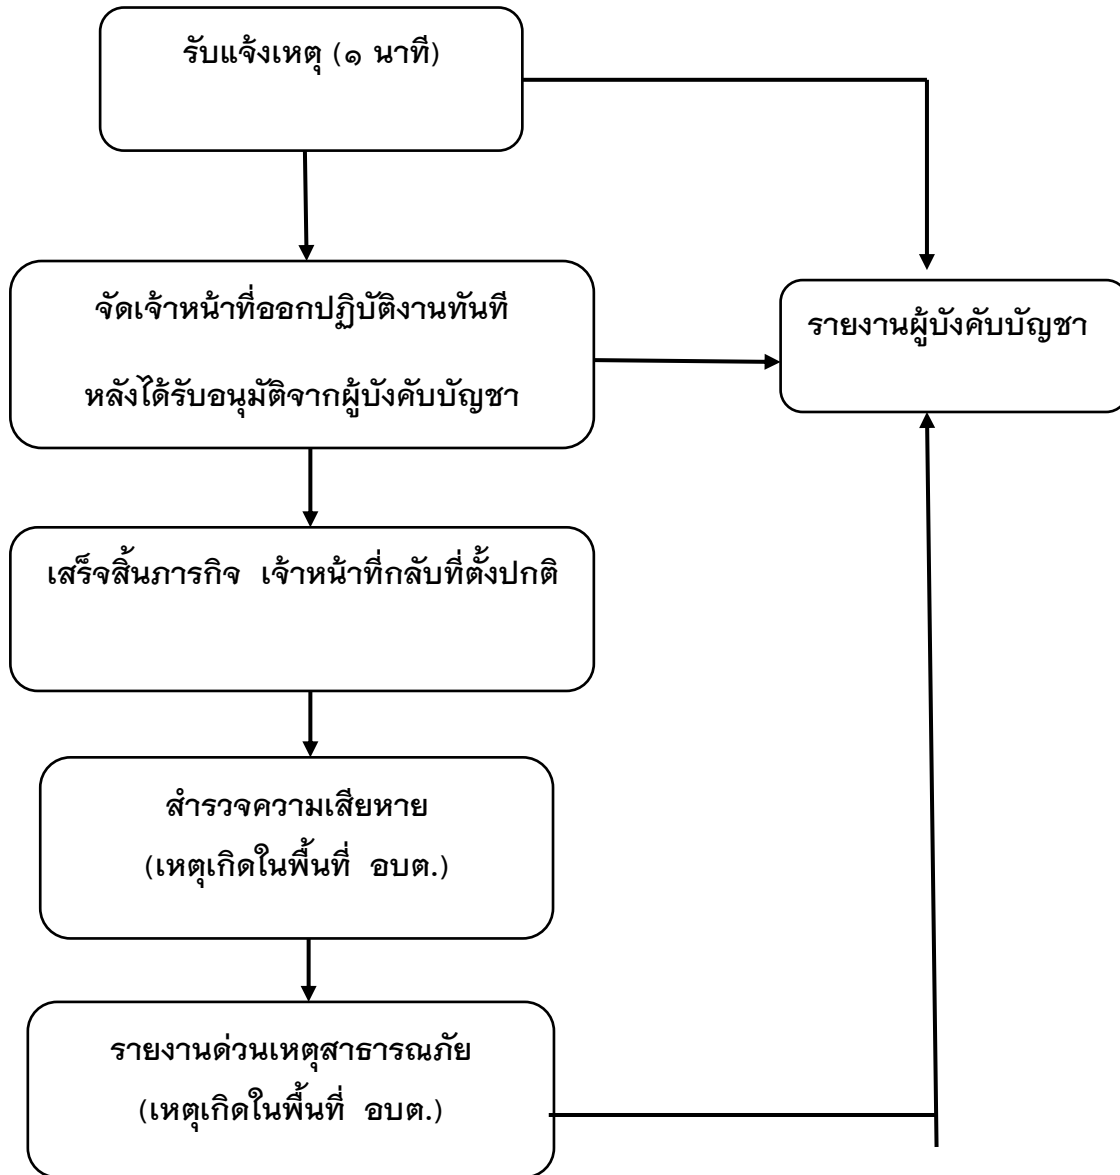 รับแจ้งเหตุ (๑ นาที)
จัดเจ้าหน้าที่ออกปฏิบัติงานทันที
หลังได้รับอนุมัติจากผู้บังคับบัญชา
รายงานผู้บังคับบัญชา
เสร็จสิ้นภารกิจ เจ้าหน้าที่กลับที่ตั้งปกติ
สำรวจความเสียหาย
(เหตุเกิดในพื้นที่ อบต.)
รายงานด่วนเหตุสาธารณภัย
(เหตุเกิดในพื้นที่ อบต.)